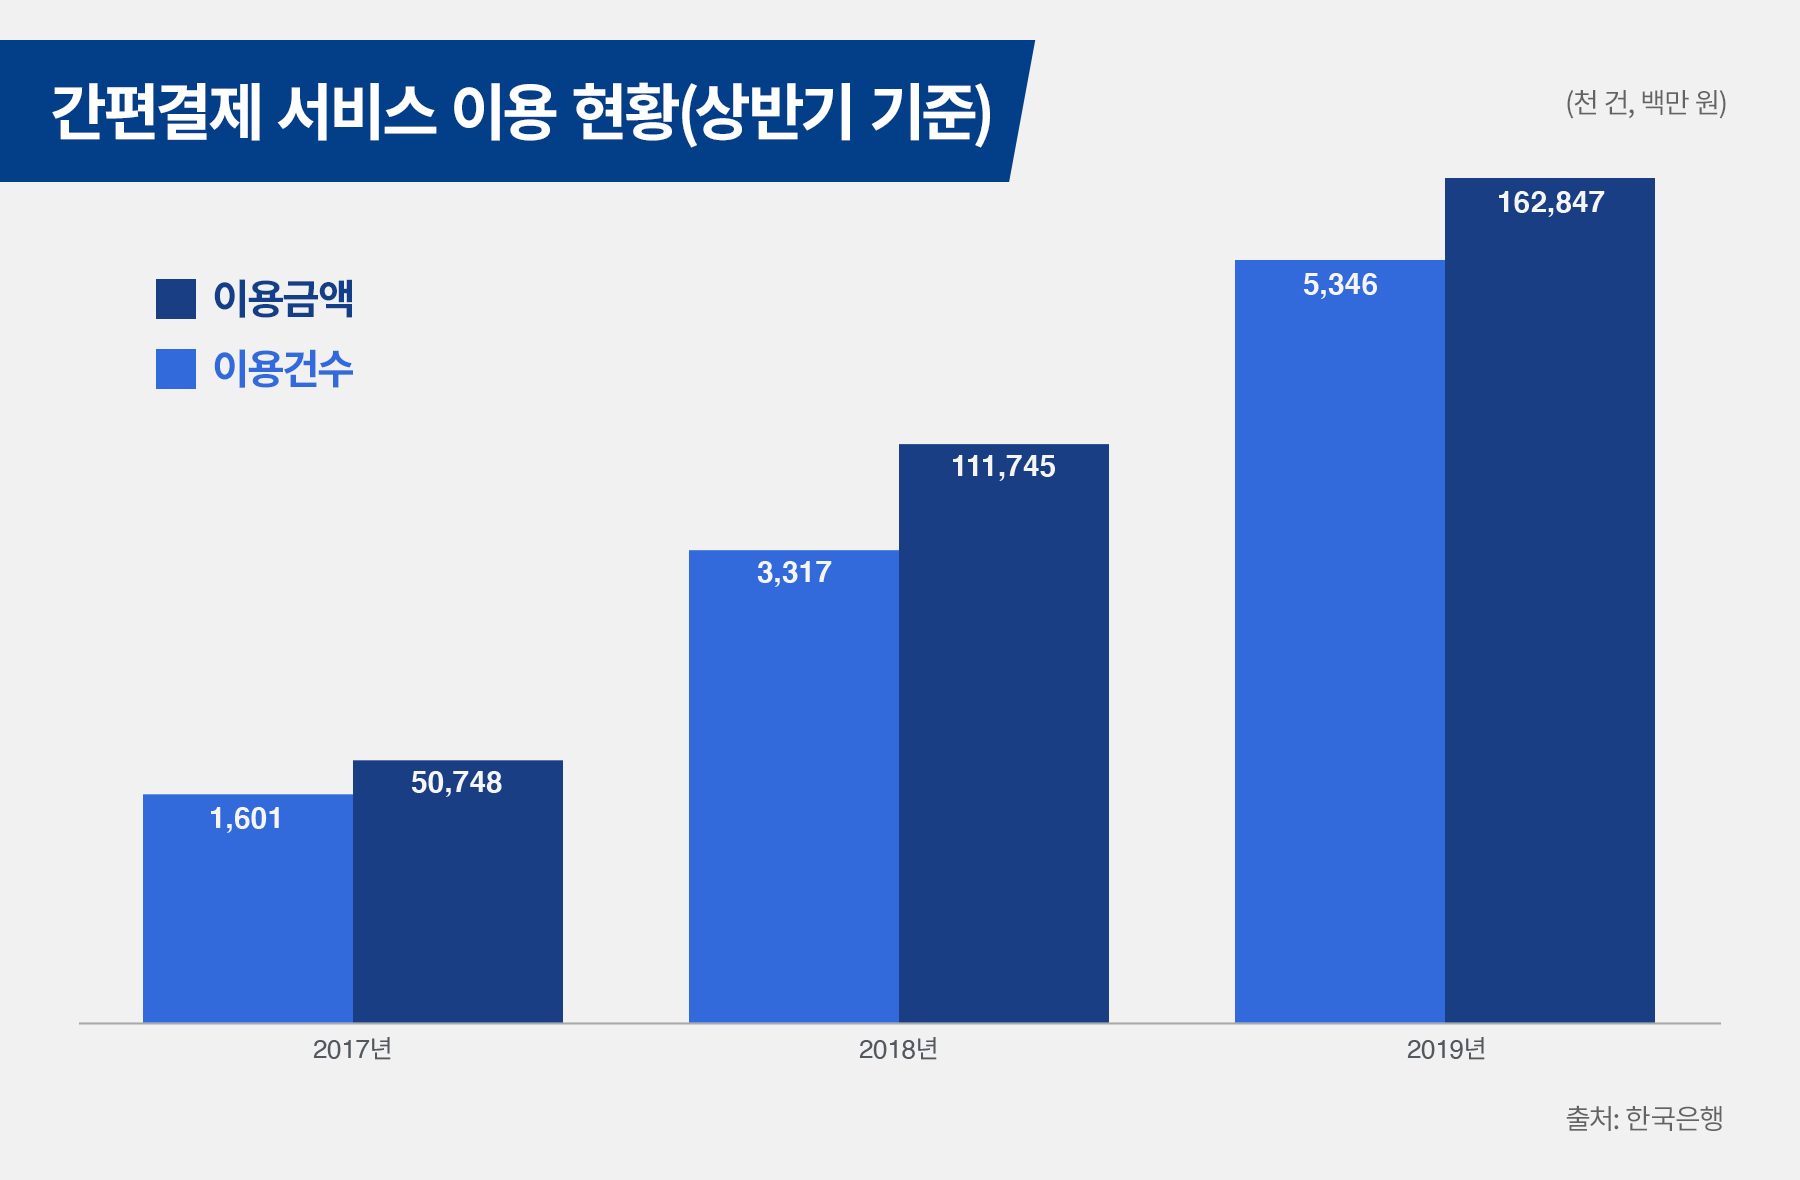 간편결제 서비스 이용 현황(상반기 기준)
(천 건, 백만 원)
이용금액
이용건수
1,601
50,748
3,317
111,745
5,346
162,847
2017년
2018년
2019년
출처: 한국은행